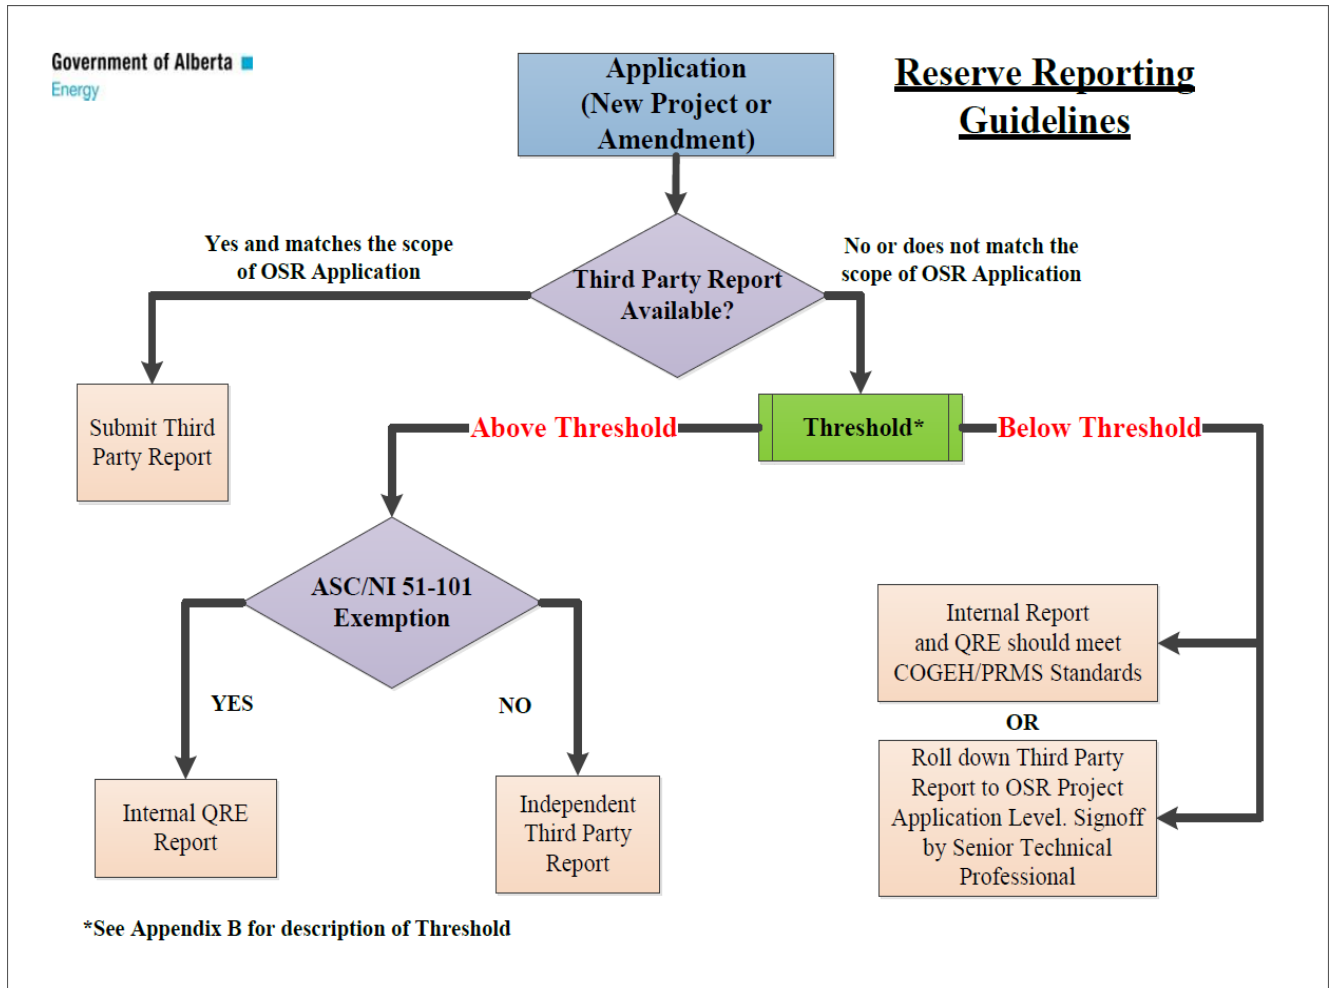 Government of Alberta
Energy
Application
(New Project or
Amendment)
Reserve Reporting
Guidelines
Yes and matches the scope
of OSR Application
Third Party Report
Available?
No or does not match the
scope of OSR Application
Submit Third
Party Report
Above Threshold
Threshold*
Below Threshold
ASC/NI 51-101
Exemption
YES
NO
Internal QRE
Report
Independent
Third Party
Report
Internal Report
and QRE should meet
COGEH/PRMS Standards
OR
Roll down Third Party
Report to OSR Project
Application Level. Signoff
by Senior Technical
Professional
*See Appendix B for description of Threshold